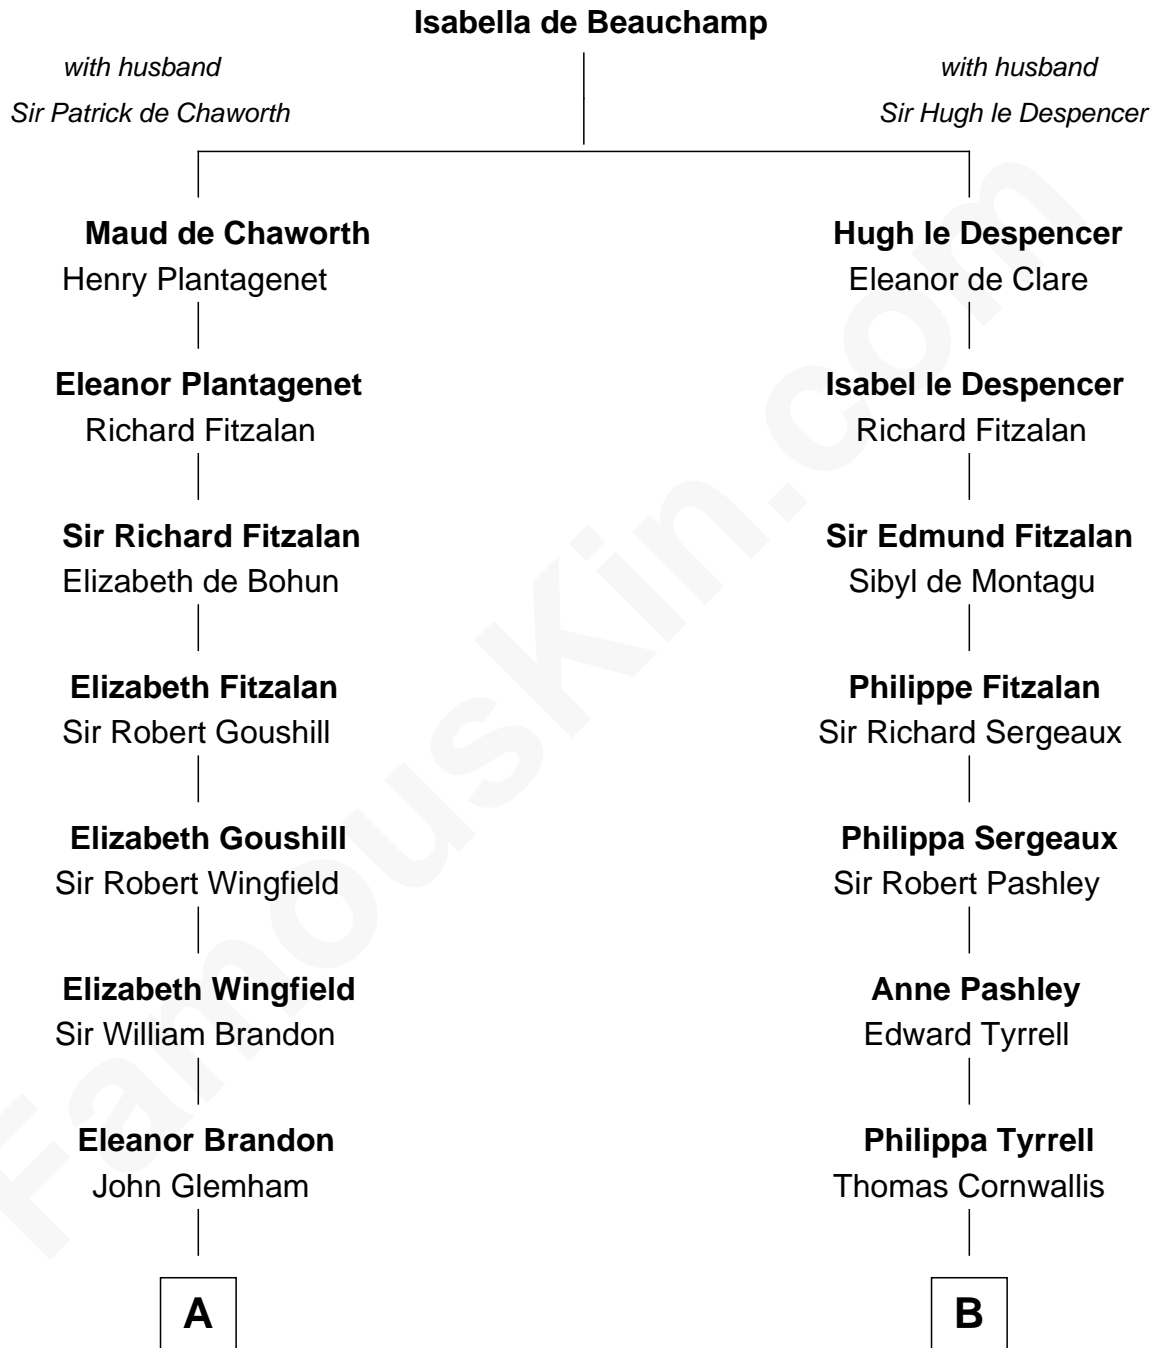 Isabella de Beauchamp
with husband
Sir Patrick de Chaworth
with husband
Sir Hugh le Despencer
Maud de Chaworth
Henry Plantagenet
Hugh le Despencer
Eleanor de Clare
Eleanor Plantagenet
Richard Fitzalan
Isabel le Despencer
Richard Fitzalan
Sir Richard Fitzalan
Elizabeth de Bohun
Sir Edmund Fitzalan
Sibyl de Montagu
Elizabeth Fitzalan
Sir Robert Goushill
Philippe Fitzalan
Sir Richard Sergeaux
Elizabeth Goushill
Sir Robert Wingfield
Philippa Sergeaux
Sir Robert Pashley
Elizabeth Wingfield
Sir William Brandon
Anne Pashley
Edward Tyrrell
Eleanor Brandon
John Glemham
Philippa Tyrrell
Thomas Cornwallis
A
B
FamousKin.com